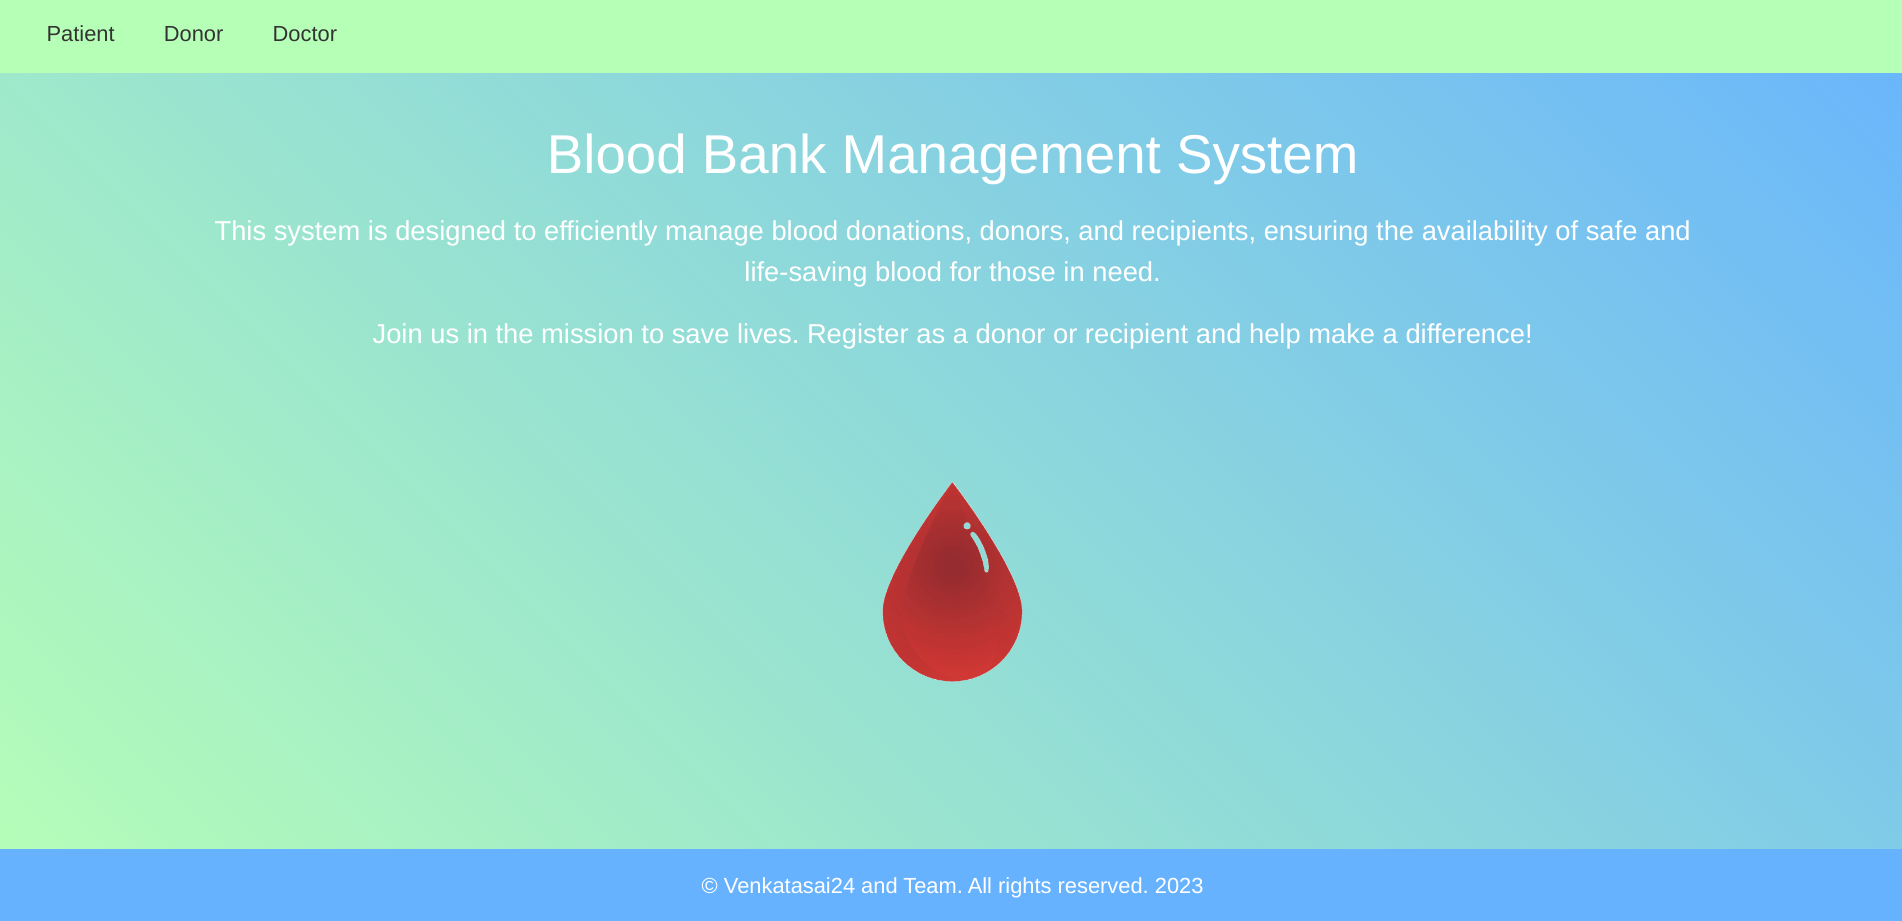 Patient Donor Doctor
Blood Bank Management System
This system is designed to efficiently manage blood donations, donors, and recipients, ensuring the availability of safe and
life-saving blood for those in need.
Join us in the mission to save lives. Register as a donor or recipient and help make a difference!
© Venkatasai24 and Team. All rights reserved. 2023